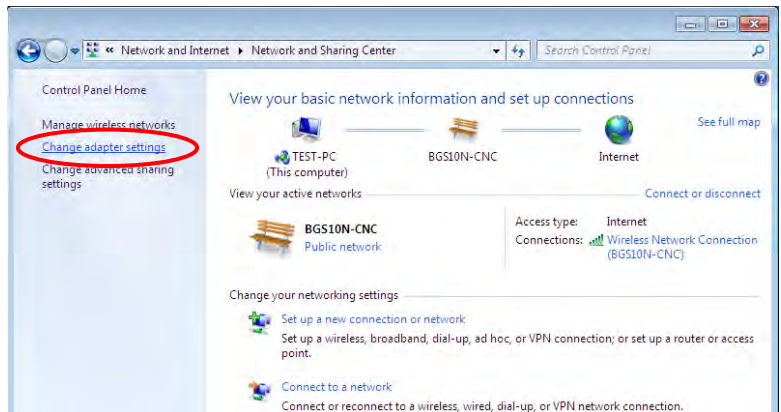 « Network and Internet ▸ Network and Sharing Center
Search Control Panel
Control Panel Home
Manage wireless networks
Change adapter settings
Change advanced sharing
settings
View your basic network information and set up connections
See full map
TEST-PC
(This computer)
BGS10N-CNC
Internet
View your active networks
Connect or disconnect
BGS10N-CNC
Public network
Access type: Internet
Connections: Wireless Network Connection
(BGS10N-CNC)
Change your networking settings
Set up a new connection or network
Set up a wireless, broadband, dial-up, ad hoc, or VPN connection; or set up a router or access
point.
Connect to a network
Connect or reconnect to a wireless, wired, dial-up, or VPN network connection.